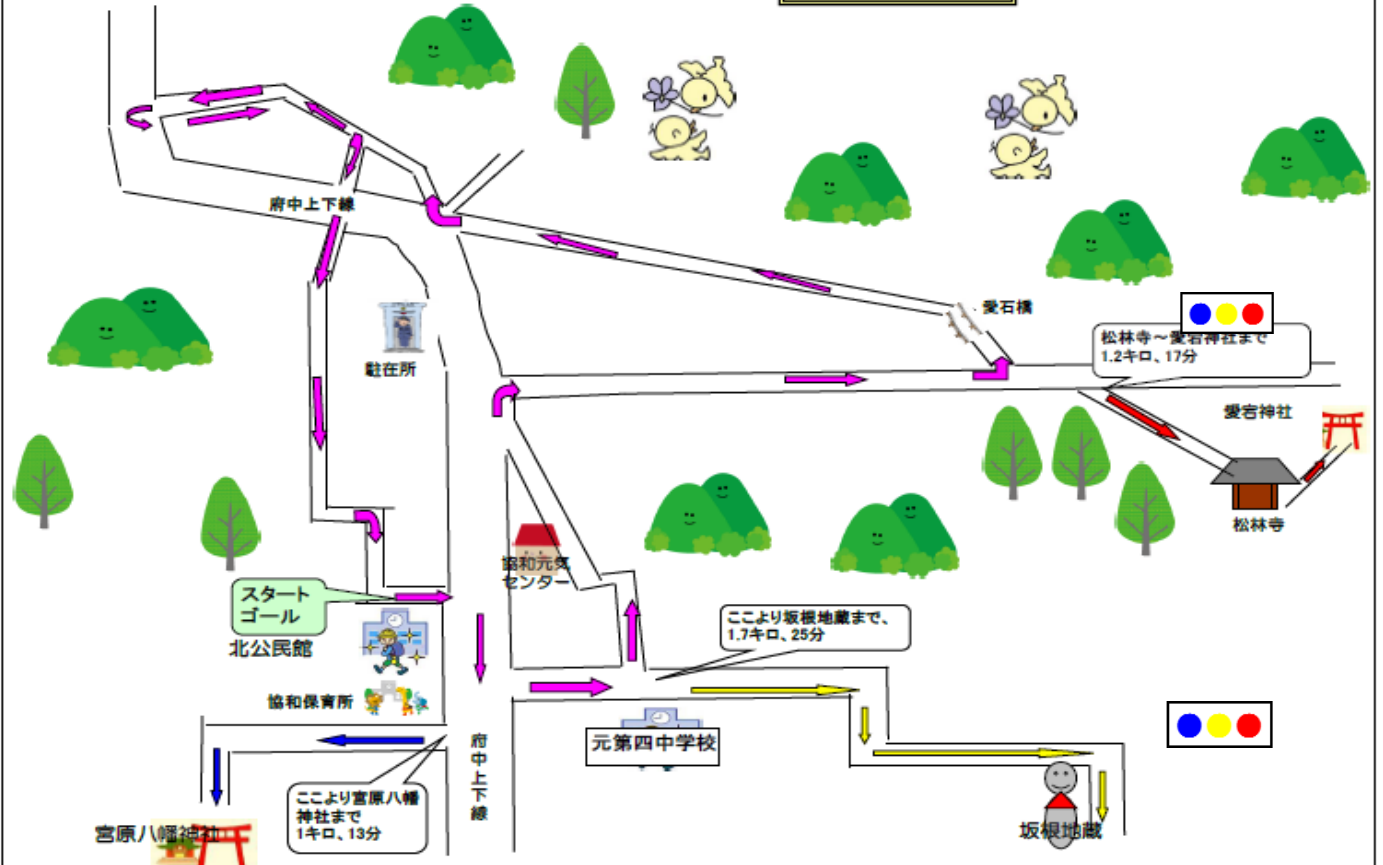 府中上下線
愛石橋
松林寺～愛宕神社まで
1.2キロ、17分
駐在所
愛宕神社
松林寺
協和元気
センター
スタート
ゴール
北公民館
ここより坂根地蔵まで、
1.7キロ、25分
協和保育所
元第四中学校
府中上下線
ここより宮原八幡
神社まで
1キロ、13分
宮原八幡神社
坂根地蔵